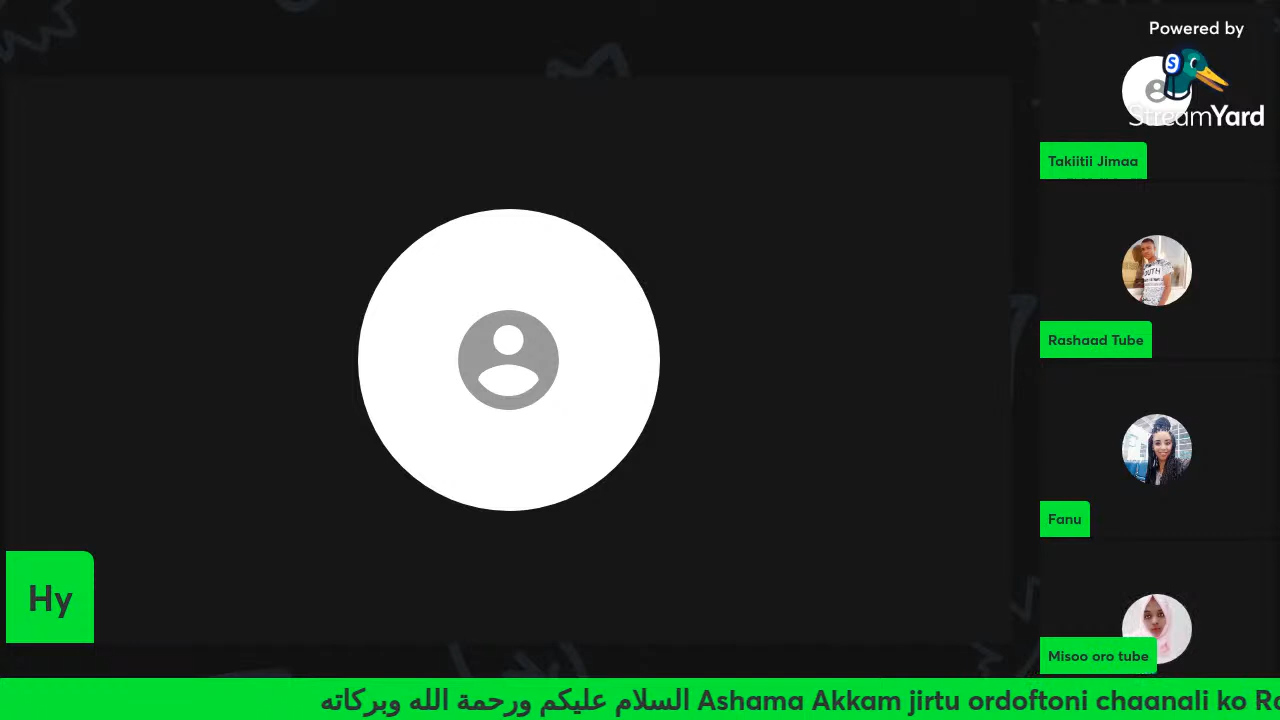 Powered by
StreamYard
Takiitii Jimaa
Rashaad Tube
Fanu
Hy
Misoo oro tube
السلام عليكم ورحمة الله وبركاته Ashama Akkam jirtu ordoftoni chaanali ko